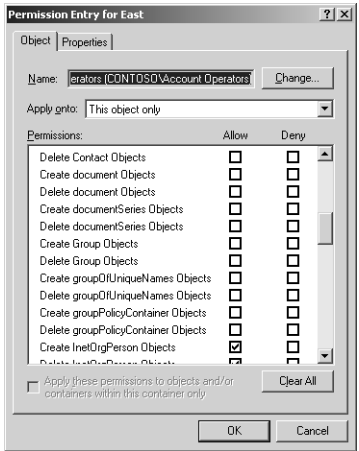 Permission Entry for East
Object Properties
Name: erators (CONTOSO\Account Operators) Change...
Apply onto: This object only
Permissions: Allow Deny
Delete Contact Objects
Create document Objects
Delete document Objects
Create documentSeries Objects
Delete documentSeries Objects
Create Group Objects
Delete Group Objects
Create groupOfUniqueNames Objects
Delete groupOfUniqueNames Objects
Create groupPolicyContainer Objects
Delete groupPolicyContainer Objects
Create InetOrgPerson Objects
Delete InetOrgPerson Objects
Apply these permissions to objects and/or
containers within this container only
Clear All
OK Cancel